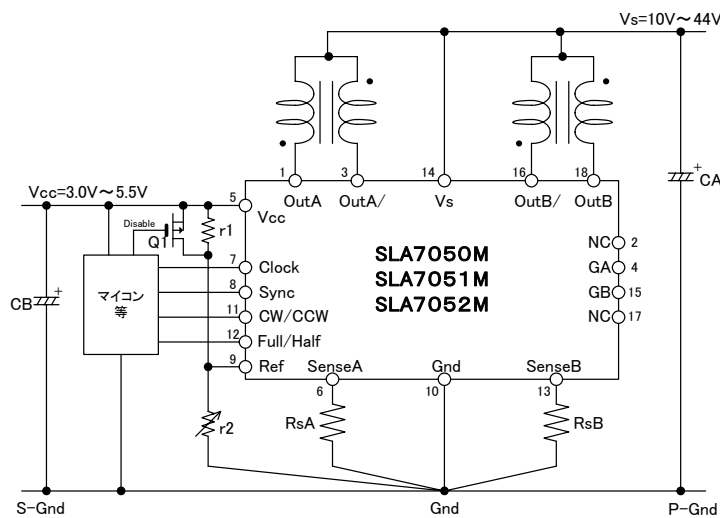 Vs=10V～44V
1
3
14
16
18
OutA
OutA/
Vs
OutB/
OutB
+
CA
Vcc=3.0V～5.5V
5
Vcc
Disable
Q1
r1
SLA7050M
SLA7051M
SLA7052M
NC 2
GA 4
GB 15
NC 17
7
Clock
8
Sync
11
CW/CCW
12
Full/Half
9
Ref
CB
+
マイコン
等
SenseA
Gnd
SenseB
6
10
13
RsA
RsB
r2
S-Gnd
Gnd
P-Gnd